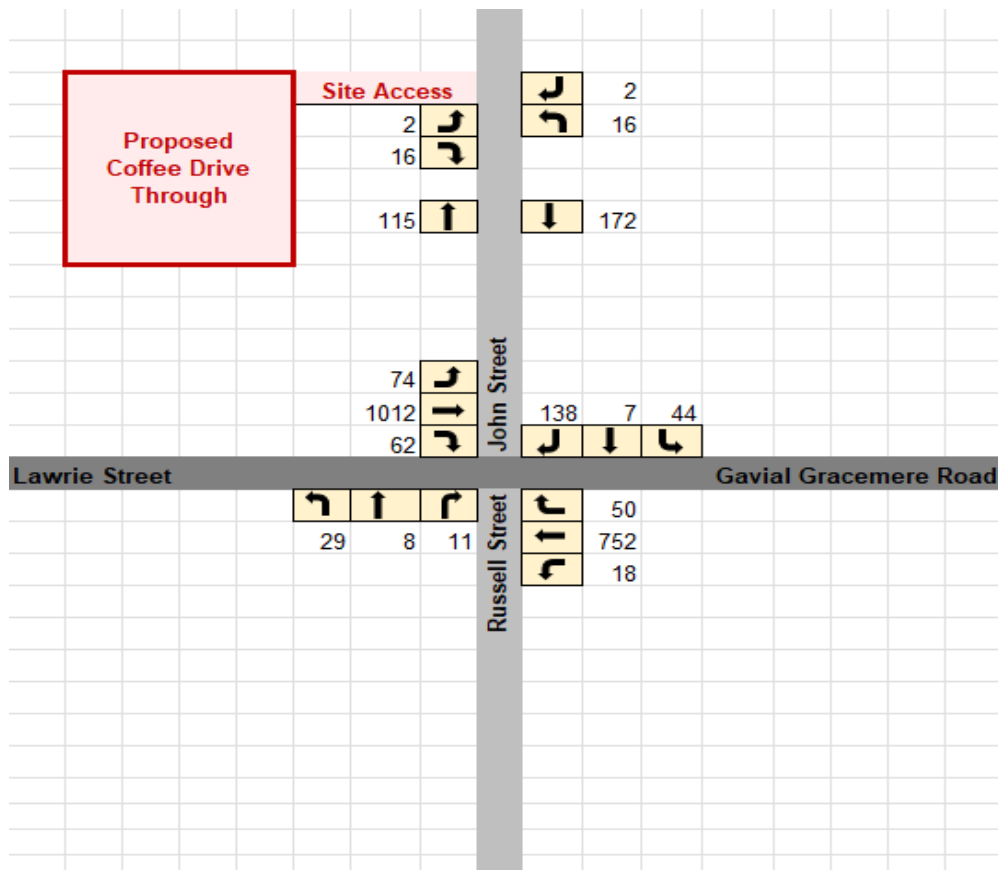 Site Access
2
2
16
Proposed
Coffee Drive
Through
16
115
172
John Street
74
1012
62
138 7 44
Lawrie Street
Gavial Gracemere Road
Russell Street
29 8 11
50
752
18